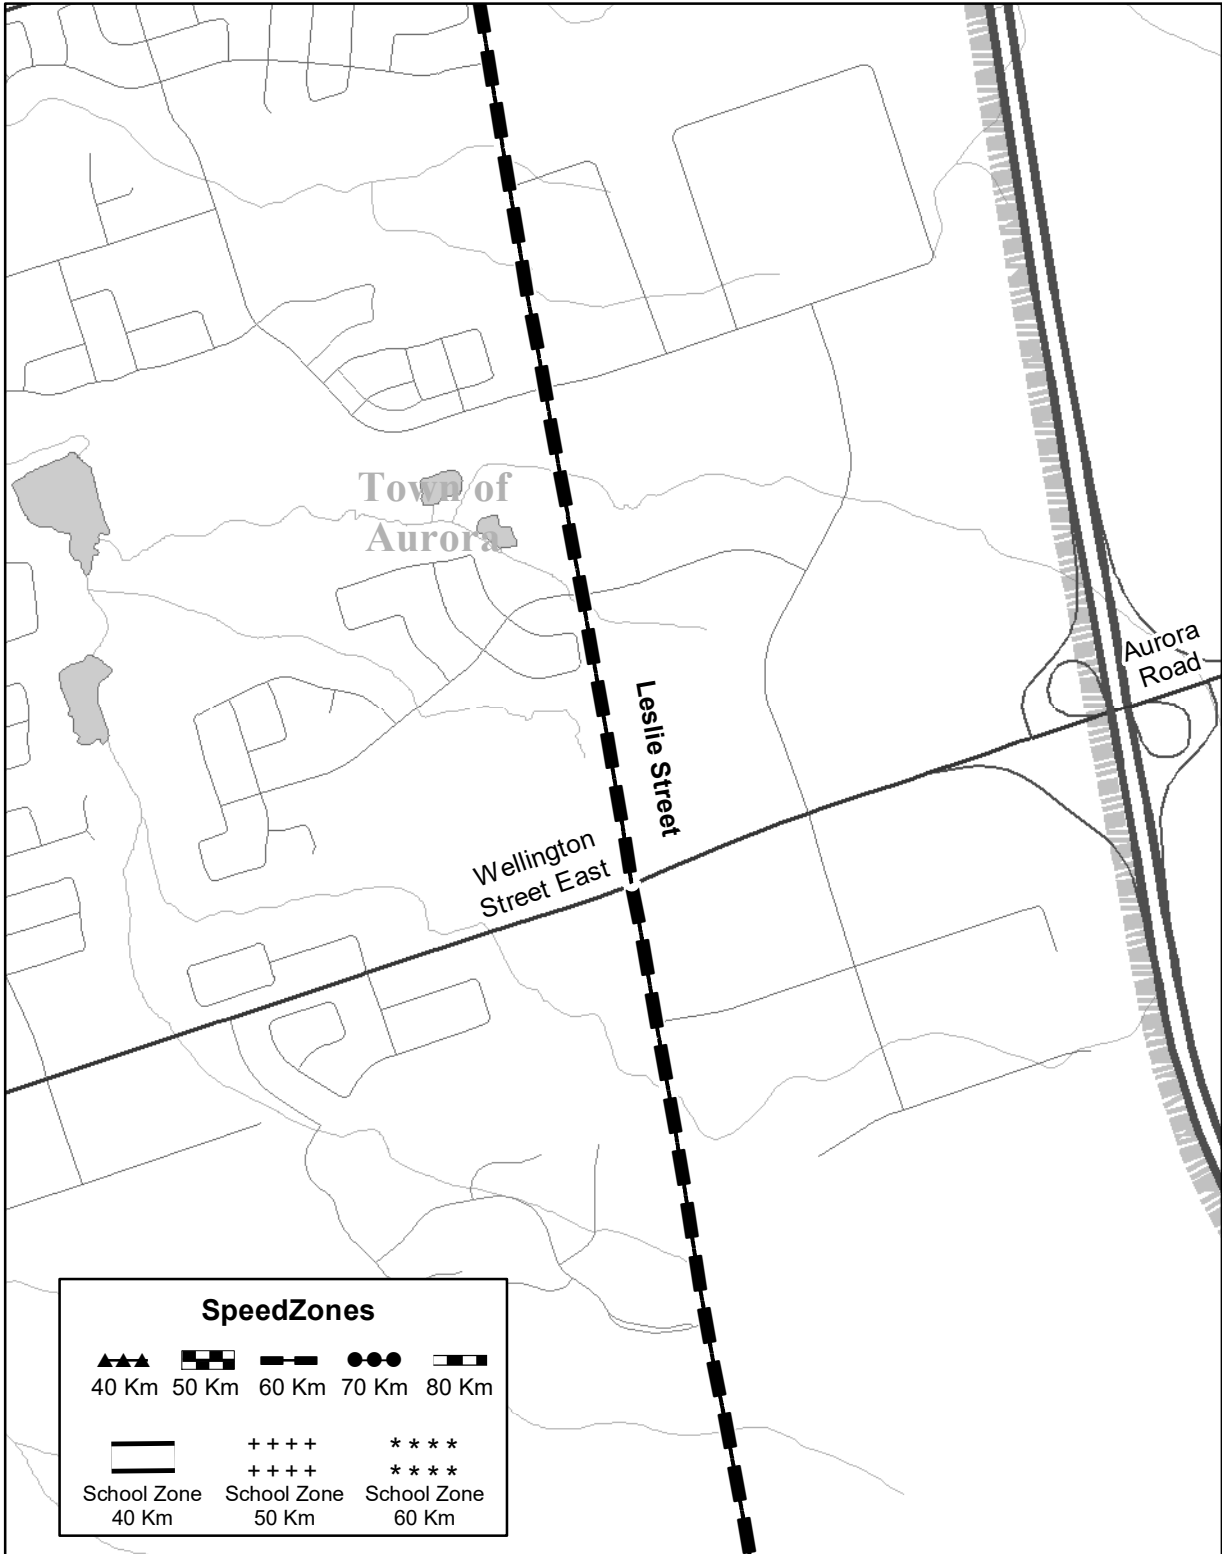 Town of
Aurora
Aurora
Road
Leslie Street
Wellington
Street East
SpeedZones
40 Km 50 Km 60 Km 70 Km 80 Km
++++ ****
++++ ****
School Zone School Zone School Zone
40 Km 50 Km 60 Km